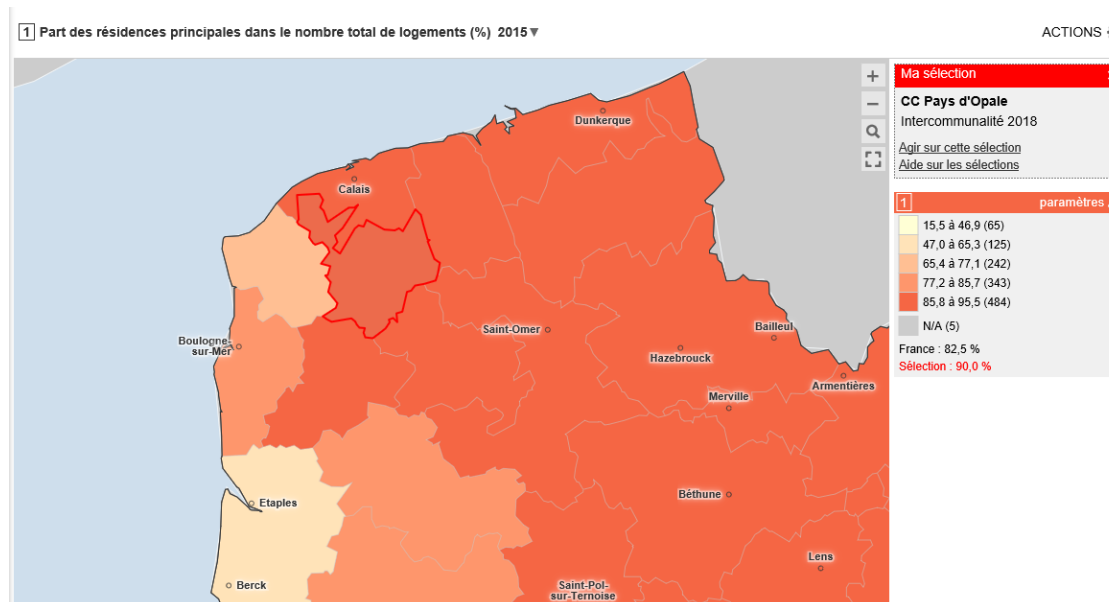 1 Part des résidences principales dans le nombre total de logements (%) 2015▼
ACTIONS
+
−
Ma sélection
CC Pays d'Opale
Intercommunalité 2018
Agir sur cette sélection
Aide sur les sélections
1 paramètres
15,5 à 46,9 (65)
47,0 à 65,3 (125)
65,4 à 77,1 (242)
77,2 à 85,7 (343)
85,8 à 95,5 (484)
N/A (5)
France : 82,5 %
Sélection : 90,0 %
Dunkerque
Calais
Saint-Omer
Bailleul
Boulogne-
sur-Mer
Hazebrouck
Armentières
Merville
Etaples
Béthune
Lens
Berck
Saint-Pol-
sur-Ternoise